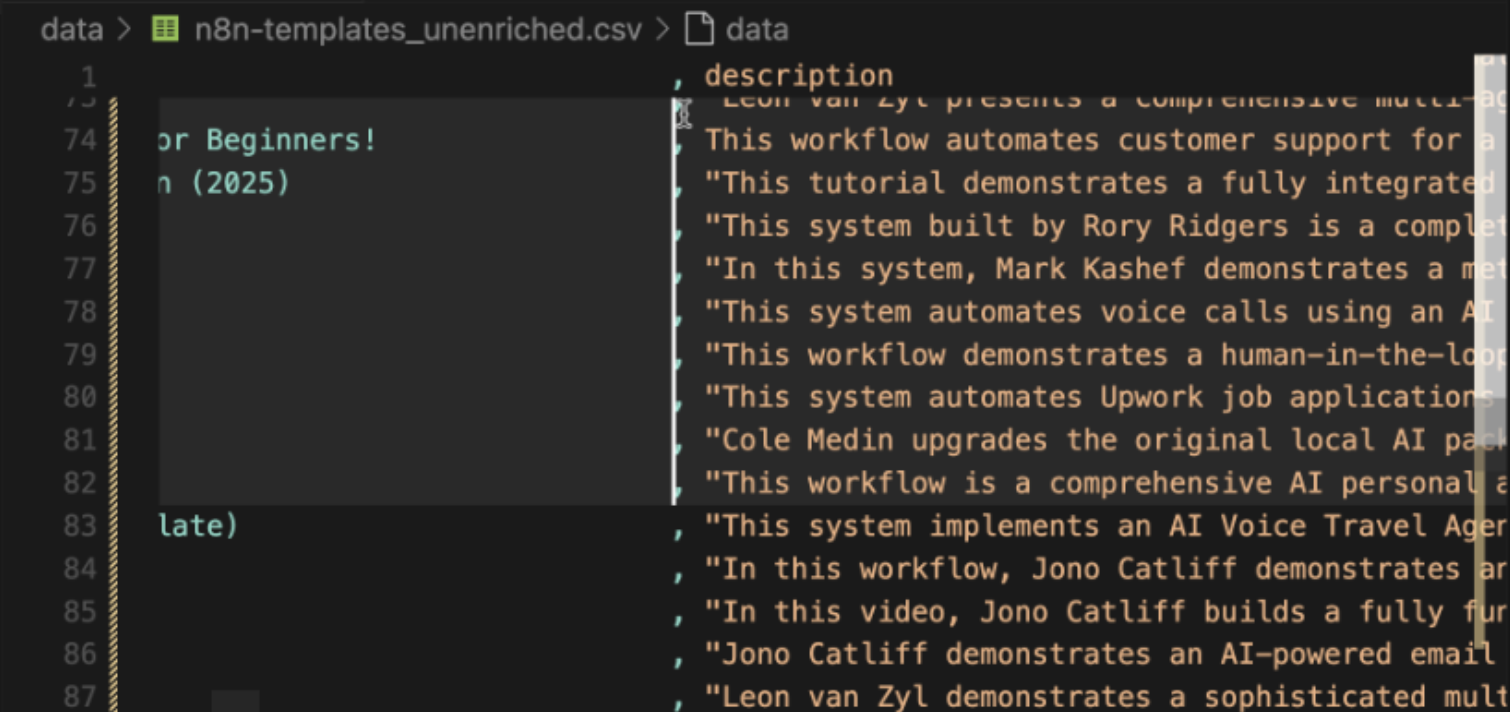 data > n8n-templates_unenriched.csv > data
1 , description
73 "Leon van Zyl presents a comprehensive multi-ag
74 or Beginners! , This workflow automates customer support for a
75 n (2025) , "This tutorial demonstrates a fully integrated
76 , "This system built by Rory Ridgers is a complet
77 , "In this system, Mark Kashef demonstrates a met
78 , "This system automates voice calls using an AI
79 , "This workflow demonstrates a human-in-the-loop
80 , "This system automates Upwork job applications
81 , "Cole Medin upgrades the original local AI pack
82 , "This workflow is a comprehensive AI personal a
83 late) , "This system implements an AI Voice Travel Agen
84 , "In this workflow, Jono Catliff demonstrates an
85 , "In this video, Jono Catliff builds a fully fun
86 , "Jono Catliff demonstrates an AI-powered email
87 , "Leon van Zyl demonstrates a sophisticated mult